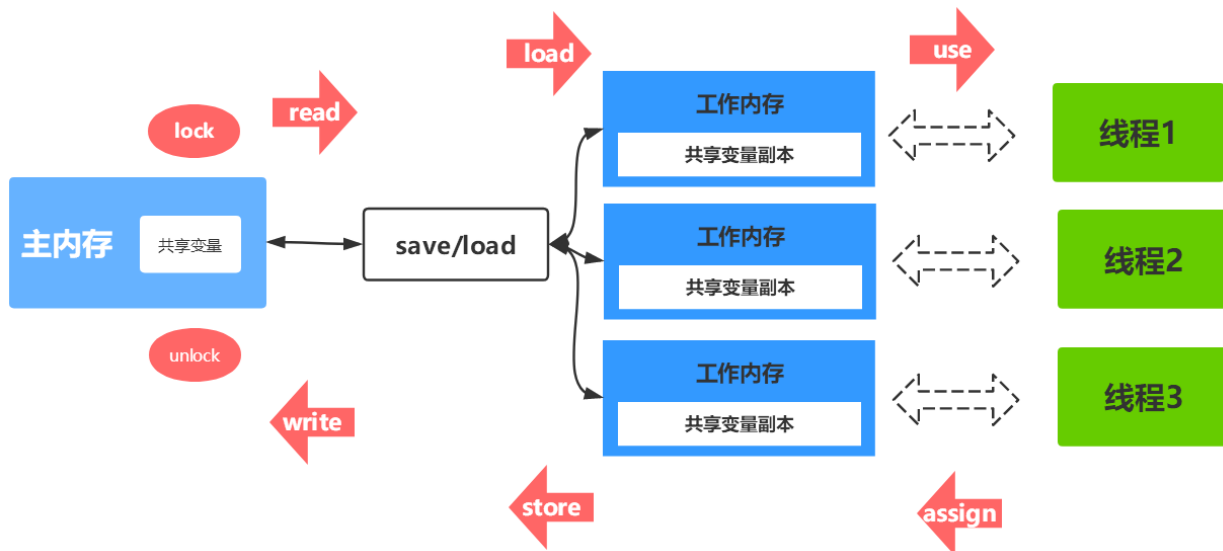 load
use
read
lock
工作内存
共享变量副本
线程1
主内存
共享变量
save/load
工作内存
共享变量副本
线程2
unlock
工作内存
共享变量副本
线程3
write
store
assign